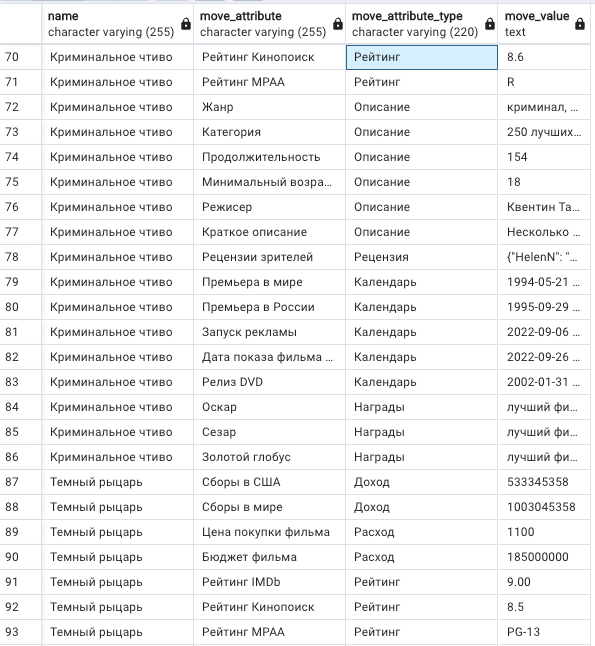 name move_attribute move_attribute_type move_value
character varying (255) character varying (255) character varying (220) text
70 Криминальное чтиво Рейтинг Кинопоиск Рейтинг 8.6
71 Криминальное чтиво Рейтинг MPAA Рейтинг R
72 Криминальное чтиво Жанр Описание криминал, ...
73 Криминальное чтиво Категория Описание 250 лучших...
74 Криминальное чтиво Продолжительность Описание 154
75 Криминальное чтиво Минимальный возра... Описание 18
76 Криминальное чтиво Режисер Описание Квентин Та...
77 Криминальное чтиво Краткое описание Описание Несколько ...
78 Криминальное чтиво Рецензии зрителей Рецензия {"HelenN": "...
79 Криминальное чтиво Премьера в мире Календарь 1994-05-21 ...
80 Криминальное чтиво Премьера в России Календарь 1995-09-29 ...
81 Криминальное чтиво Запуск рекламы Календарь 2022-09-06 ...
82 Криминальное чтиво Дата показа фильма ... Календарь 2022-09-26 ...
83 Криминальное чтиво Релиз DVD Календарь 2002-01-31 ...
84 Криминальное чтиво Оскар Награды лучший фи...
85 Криминальное чтиво Сезар Награды лучший фи...
86 Криминальное чтиво Золотой глобус Награды лучший фи...
87 Темный рыцарь Сборы в США Доход 533345358
88 Темный рыцарь Сборы в мире Доход 1003045358
89 Темный рыцарь Цена покупки фильма Расход 1100
90 Темный рыцарь Бюджет фильма Расход 185000000
91 Темный рыцарь Рейтинг IMDb Рейтинг 9.00
92 Темный рыцарь Рейтинг Кинопоиск Рейтинг 8.5
93 Темный рыцарь Рейтинг MPAA Рейтинг PG-13